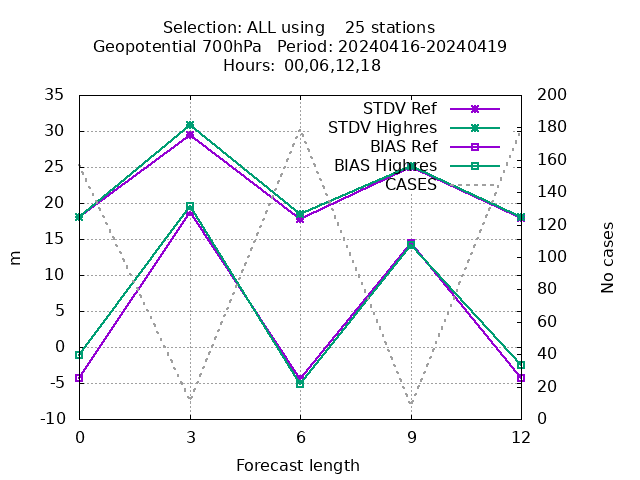 Selection: ALL using    25 stations
Geopotential 700hPa   Period: 20240416-20240419
Hours: 00,06,12,18
STDV Ref
STDV Highres
BIAS Ref
BIAS Highres
CASES
35
30
25
20
15
10
5
0
-5
-10
200
180
160
140
120
100
80
60
40
20
0
m
No cases
0 3 6 9 12
Forecast length